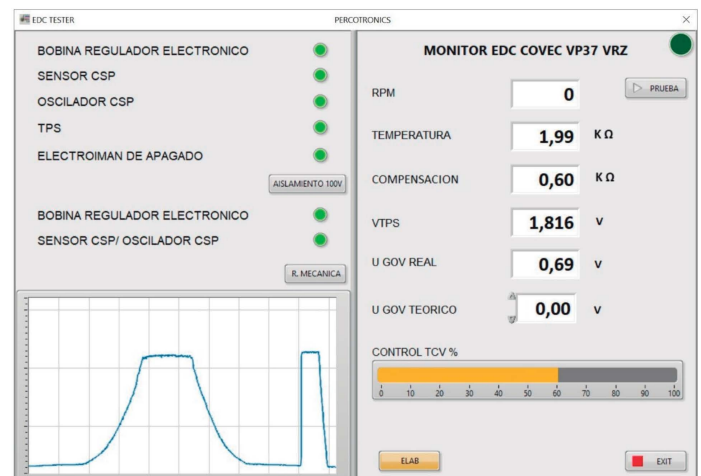 EDC TESTER
PERCOTRONICS
BOBINA REGULADOR ELECTRONICO
SENSOR CSP
OSCILADOR CSP
TPS
ELECTROIMAN DE APAGADO
AISLAMIENTO 100V
BOBINA REGULADOR ELECTRONICO
SENSOR CSP/ OSCILADOR CSP
R. MECANICA
MONITOR EDC COVEC VP37 VRZ
RPM 0
PRUEBA
TEMPERATURA 1,99 K Ω
COMPENSACION 0,60 K Ω
VTPS 1,816 V
U GOV REAL 0,69 V
U GOV TEORICO 0,00 V
CONTROL TCV %
0 10 20 30 40 50 60 70 80 90 100
ELAB
EXIT